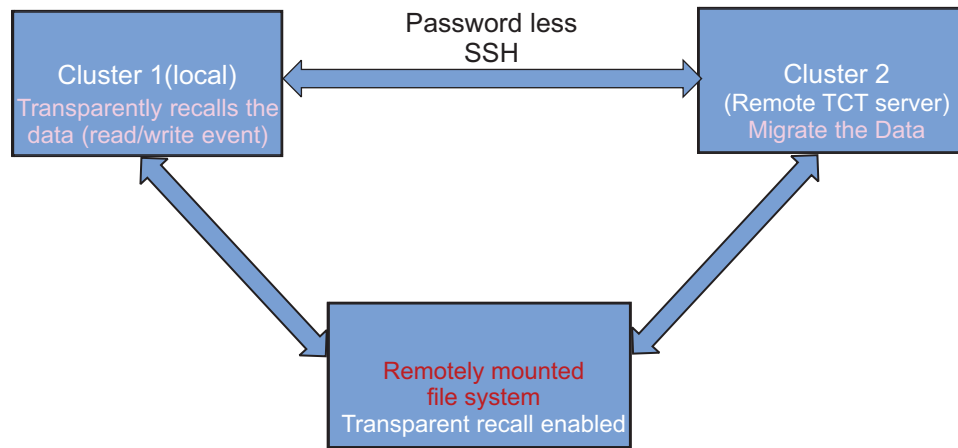 Password less
SSH
Cluster 1(local)
Transparently recalls the
data (read/write event)
Cluster 2
(Remote TCT server)
Migrate the Data
Remotely mounted
file system
Transparent recall enabled